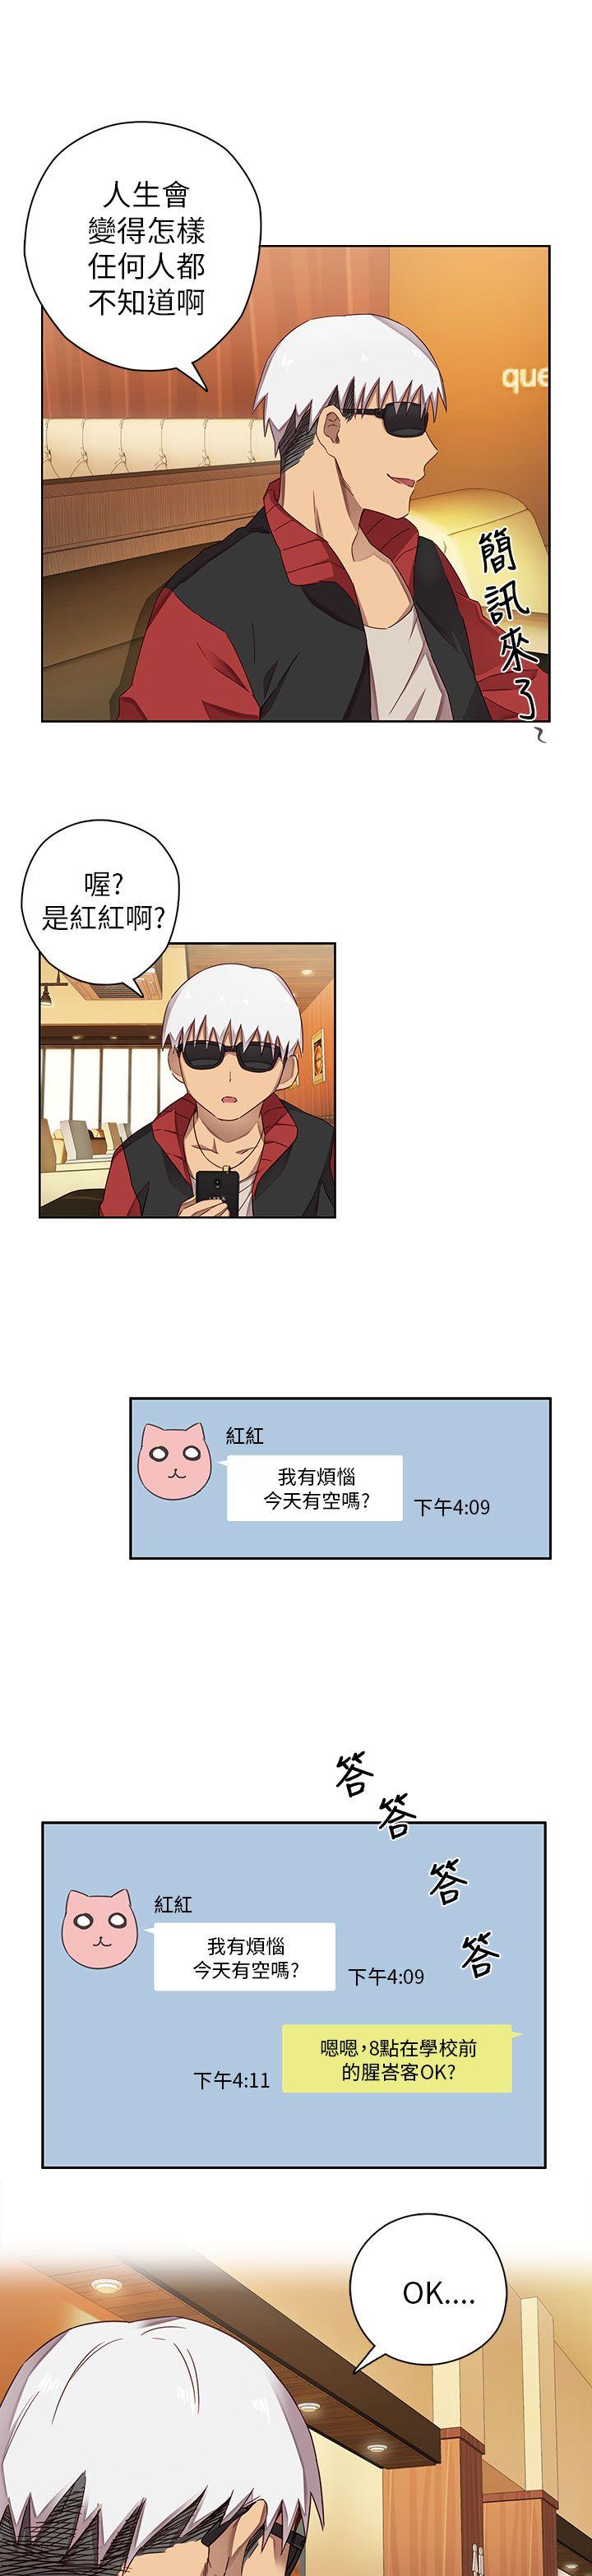 人生會
變得怎樣
任何人都
不知道啊
que
簡訊來了~
喔?
是紅紅啊?
紅紅
我有煩惱
今天有空嗎?
下午4:09
答
答
答
答
紅紅
我有煩惱
今天有空嗎?
下午4:09
嗯嗯，8點在學校前
的腥峇客OK?
下午4:11
OK....